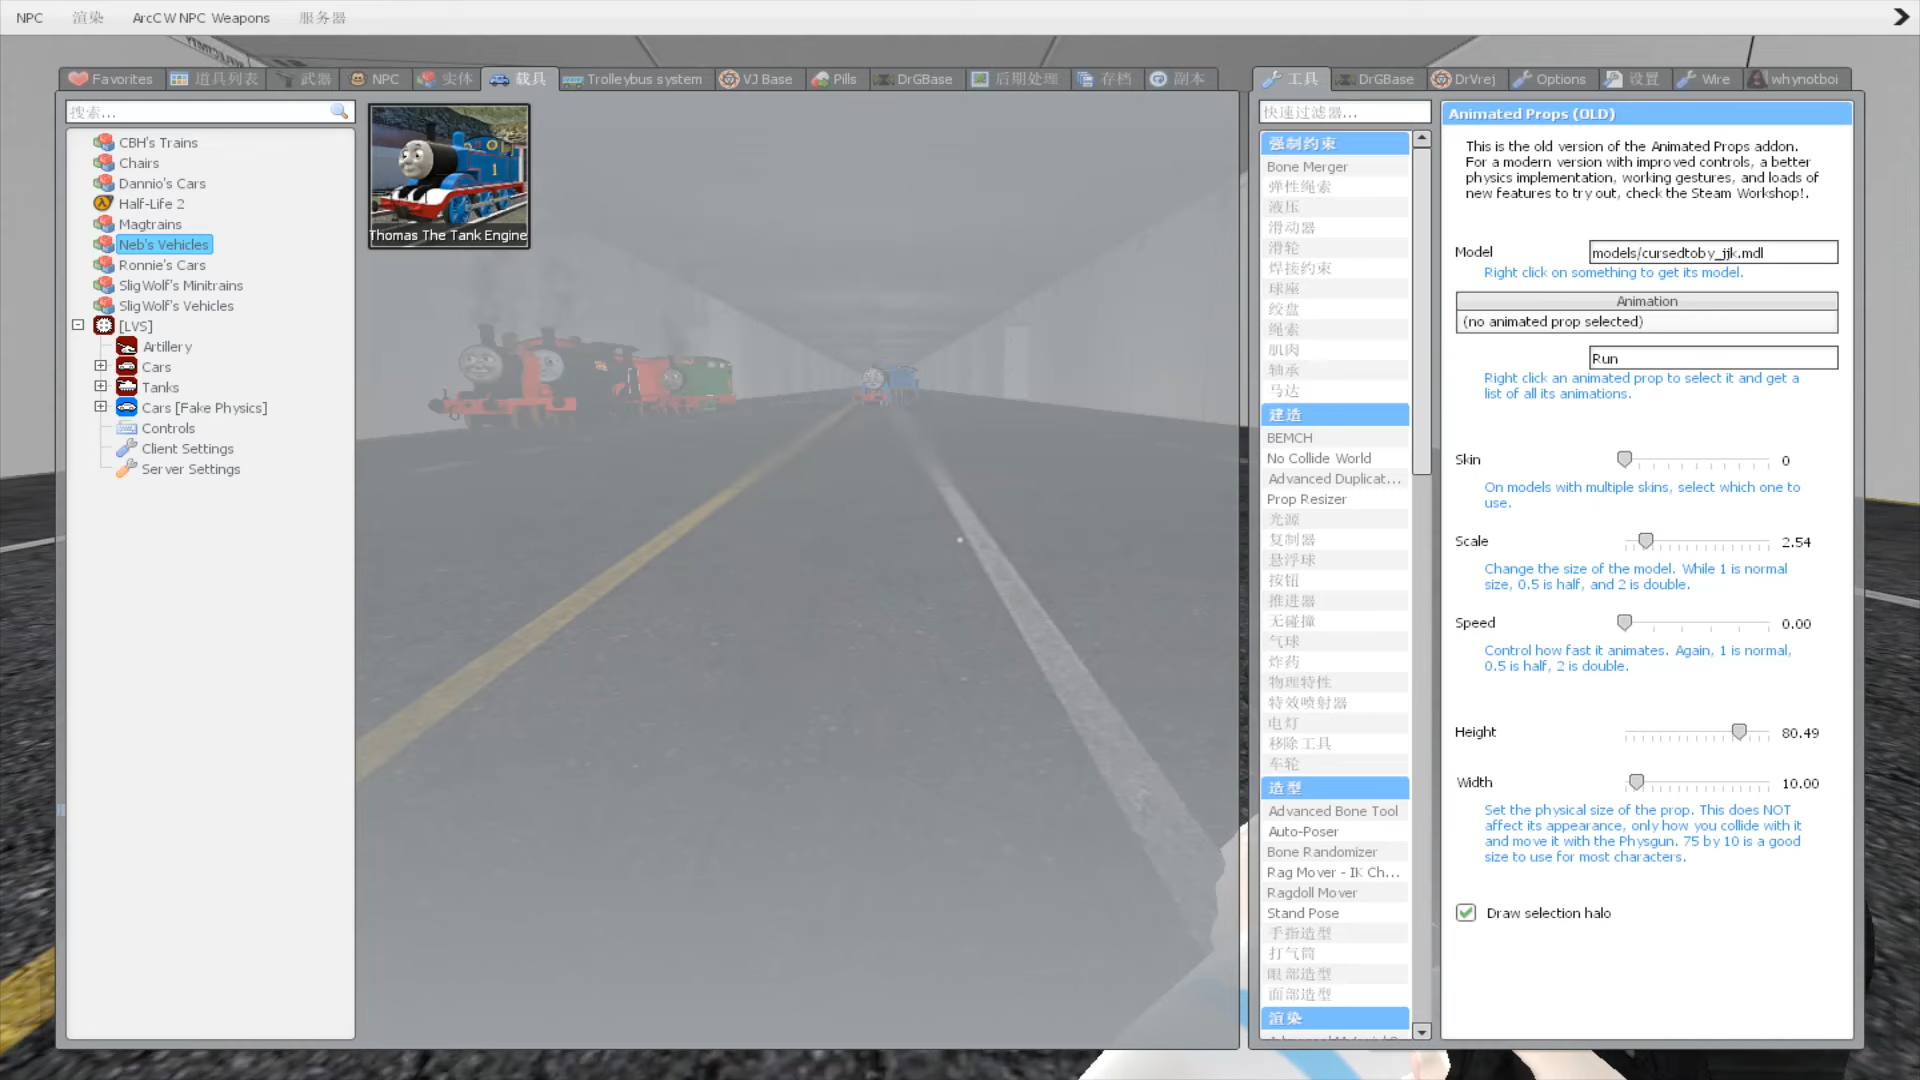 NPC 渲染 ArcCW NPC Weapons 服务器
Favorites 道具列表 武器 NPC 实体 载具 Trolleybus system VJ Base Pills DrGBase 后期处理 存档 副本
工具 DrGBase DrVrej Options 设置 Wire whynotboi
搜索...
CBH's Trains
Chairs
Dannio's Cars
Half-Life 2
Magtrains
Neb's Vehicles
Ronnie's Cars
SligWolf's Minitrains
SligWolf's Vehicles
[LVS]
Artillery
Cars
Tanks
Cars [Fake Physics]
Controls
Client Settings
Server Settings
Thomas The Tank Engine
快速过滤器...
强制约束
Bone Merger
弹性绳索
液压
滑动器
滑轮
焊接约束
球座
绞盘
绳索
肌肉
轴承
马达
建造
BEMCH
No Collide World
Advanced Duplicat...
Prop Resizer
光源
复制器
悬浮球
按钮
推进器
无碰撞
气球
炸药
物理特性
特效喷射器
电灯
移除工具
车轮
造型
Advanced Bone Tool
Auto-Poser
Bone Randomizer
Rag Mover - IK Ch...
Ragdoll Mover
Stand Pose
手指造型
打气筒
眼部造型
面部造型
渲染
Animated Props (OLD)
This is the old version of the Animated Props addon.
For a modern version with improved controls, a better
physics implementation, working gestures, and loads of
new features to try out, check the Steam Workshop!.
Model models/cursedtoby_jjk.mdl
Right click on something to get its model.
Animation
(no animated prop selected)
Run
Right click an animated prop to select it and get a
list of all its animations.
Skin 0
On models with multiple skins, select which one to
use.
Scale 2.54
Change the size of the model. While 1 is normal
size, 0.5 is half, and 2 is double.
Speed 0.00
Control how fast it animates. Again, 1 is normal,
0.5 is half, 2 is double.
Height 80.49
Width 10.00
Set the physical size of the prop. This does NOT
affect its appearance, only how you collide with it
and move it with the Physgun. 75 by 10 is a good
size to use for most characters.
Draw selection halo